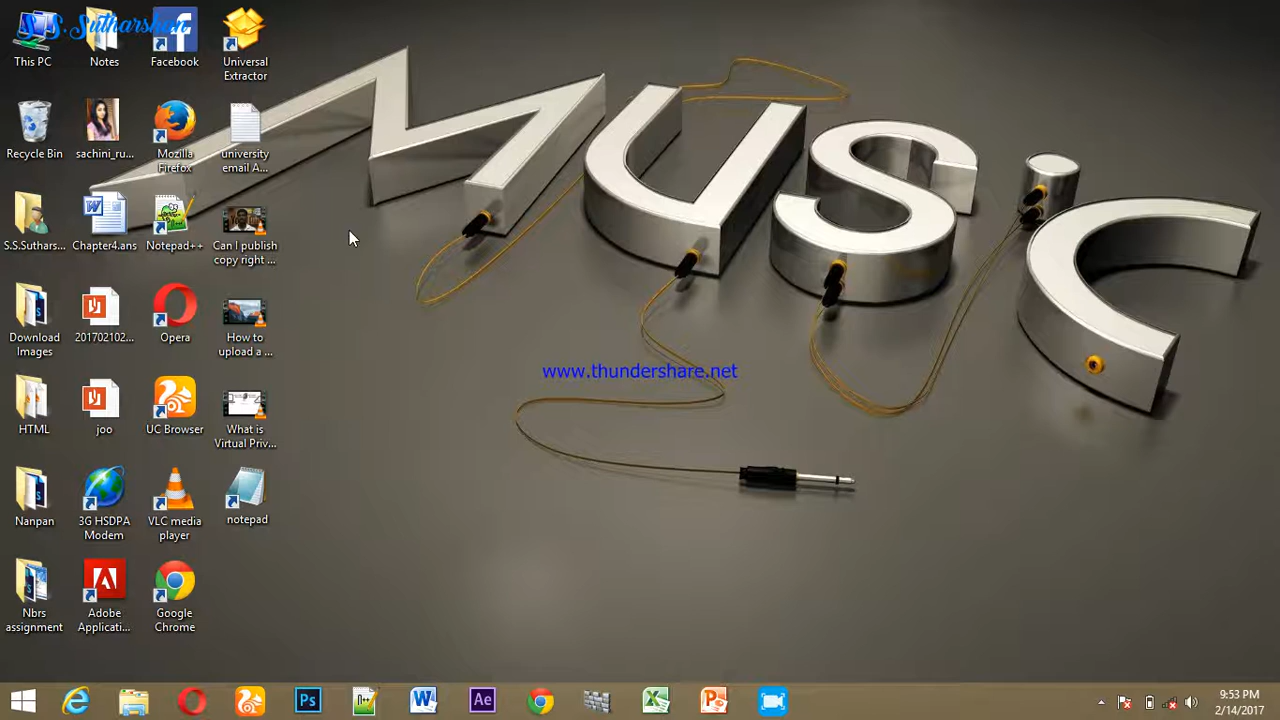 S.S.Sutharshan
This PC
Notes
Facebook
Universal
Extractor
Recycle Bin
sachini_ru...
Mozilla
Firefox
university
email A...
S.S.Suthars...
Chapter4.ans
Notepad++
Can I publish
copy right ...
Download
Images
201702102...
Opera
How to
upload a ...
HTML
joo
UC Browser
What is
Virtual Priv...
Nanpan
3G HSDPA
Modem
VLC media
player
notepad
Nbrs
assignment
Adobe
Applicati...
Google
Chrome
MUSiC
www.thundershare.net
9:53 PM
2/14/2017